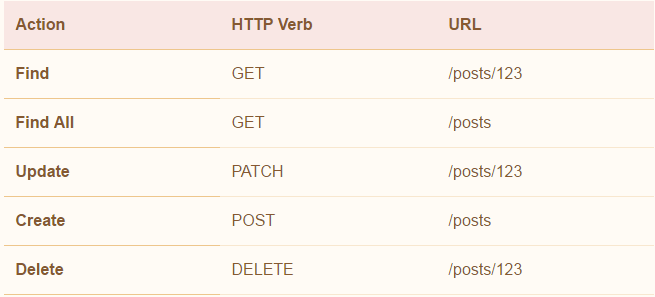 Action HTTP Verb URL
Find GET /posts/123
Find All GET /posts
Update PATCH /posts/123
Create POST /posts
Delete DELETE /posts/123